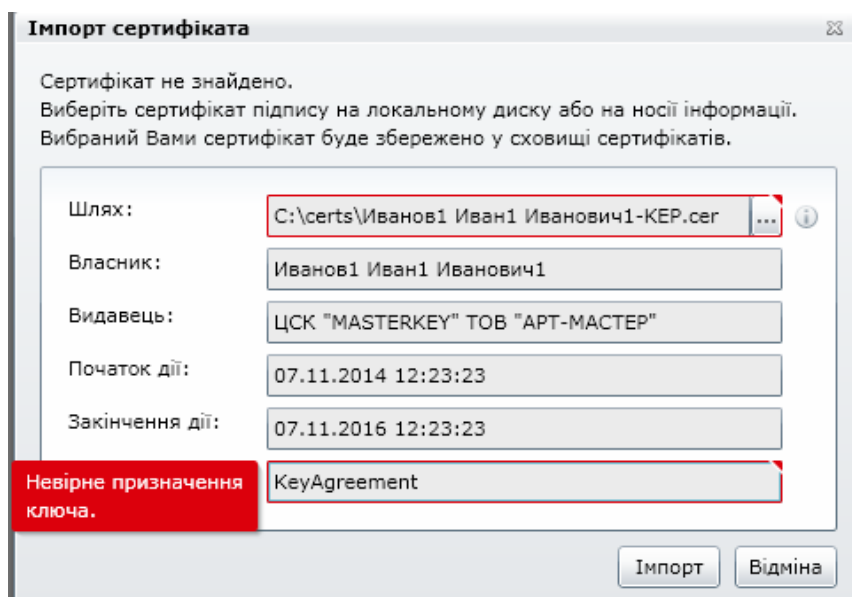 Імпорт сертифіката
Сертифікат не знайдено.
Виберіть сертифікат підпису на локальному диску або на носії інформації.
Вибраний Вами сертифікат буде збережено у сховищі сертифікатів.
Шлях: C:\certs\Иванов1 Иван1 Иванович1-KEP.cer ...
Власник: Иванов1 Иван1 Иванович1
Видавець: ЦСК "MASTERKEY" ТОВ "АРТ-МАСТЕР"
Початок дії: 07.11.2014 12:23:23
Закінчення дії: 07.11.2016 12:23:23
Невірне призначення KeyAgreement
ключа.
Імпорт Відміна